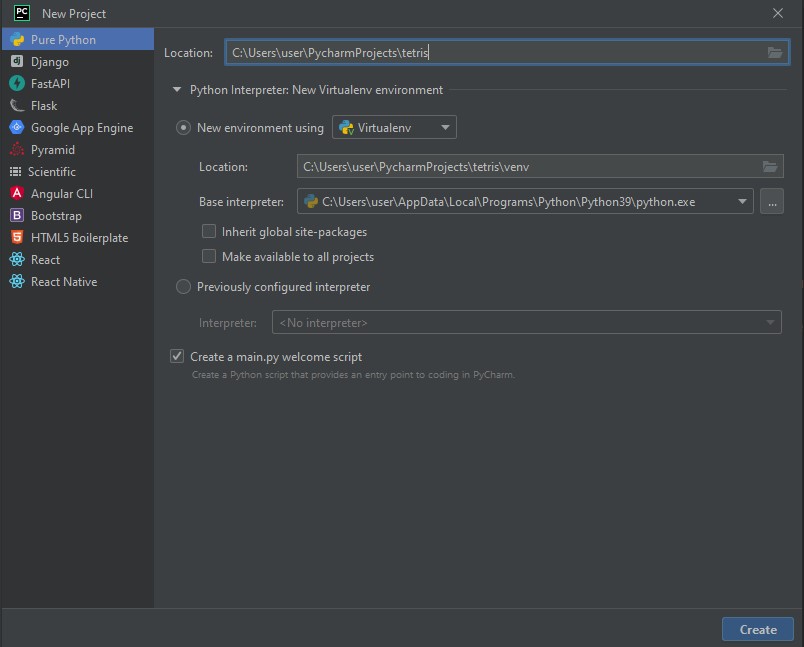 PC New Project
Pure Python
dj Django
FastAPI
Flask
Google App Engine
Pyramid
Scientific
A Angular CLI
B Bootstrap
5 HTML5 Boilerplate
React
React Native
Location: C:\Users\user\PycharmProjects\tetris
Python Interpreter: New Virtualenv environment
New environment using Virtualenv
Location: C:\Users\user\PycharmProjects\tetris\venv
Base interpreter: C:\Users\user\AppData\Local\Programs\Python\Python39\python.exe ...
Inherit global site-packages
Make available to all projects
Previously configured interpreter
Interpreter: <No interpreter>
Create a main.py welcome script
Create a Python script that provides an entry point to coding in PyCharm.
Create